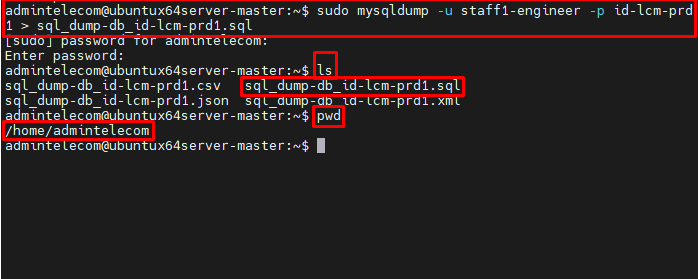 admintelecom@ubuntux64server-master:~$ sudo mysqldump -u staff1-engineer -p id-lcm-prd
1 > sql_dump-db_id-lcm-prd1.sql
[sudo] password for admintelecom:
Enter password:
admintelecom@ubuntux64server-master:~$ ls
sql_dump-db_id-lcm-prd1.csv sql_dump-db_id-lcm-prd1.sql
sql_dump-db_id-lcm-prd1.json sql_dump-db_id-lcm-prd1.xml
admintelecom@ubuntux64server-master:~$ pwd
/home/admintelecom
admintelecom@ubuntux64server-master:~$